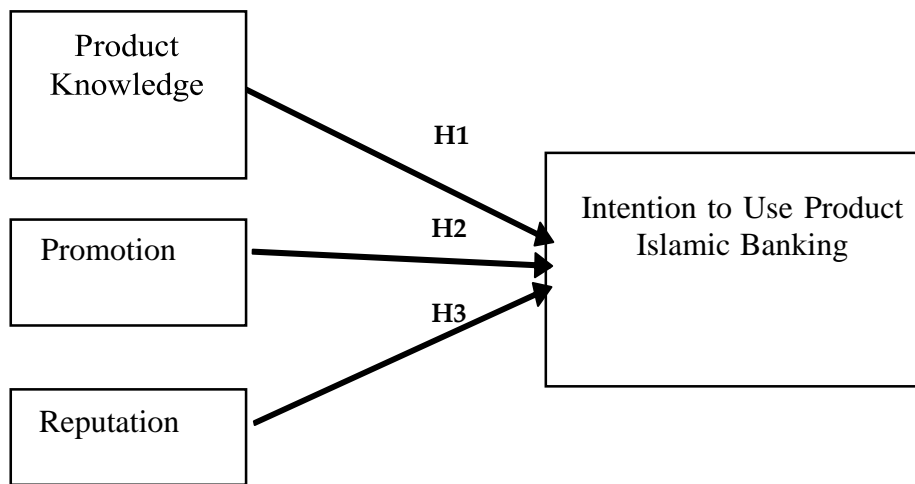 Product
Knowledge
H1
Intention to Use Product
Islamic Banking
Promotion
H2
H3
Reputation